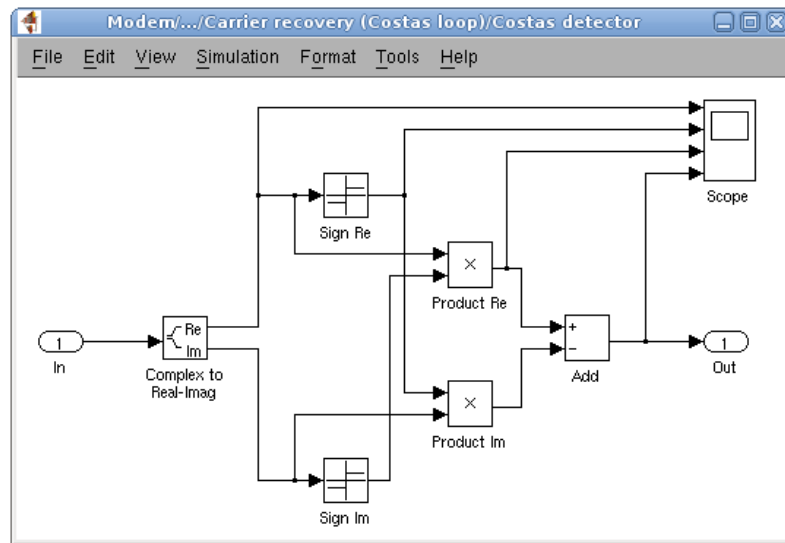 Modem/.../Carrier recovery (Costas loop)/Costas detector
File Edit View Simulation Format Tools Help
Scope
Sign Re
×
Product Re
1
In
Re
Im
Complex to
Real-Imag
+
−
Add
1
Out
×
Product Im
Sign Im